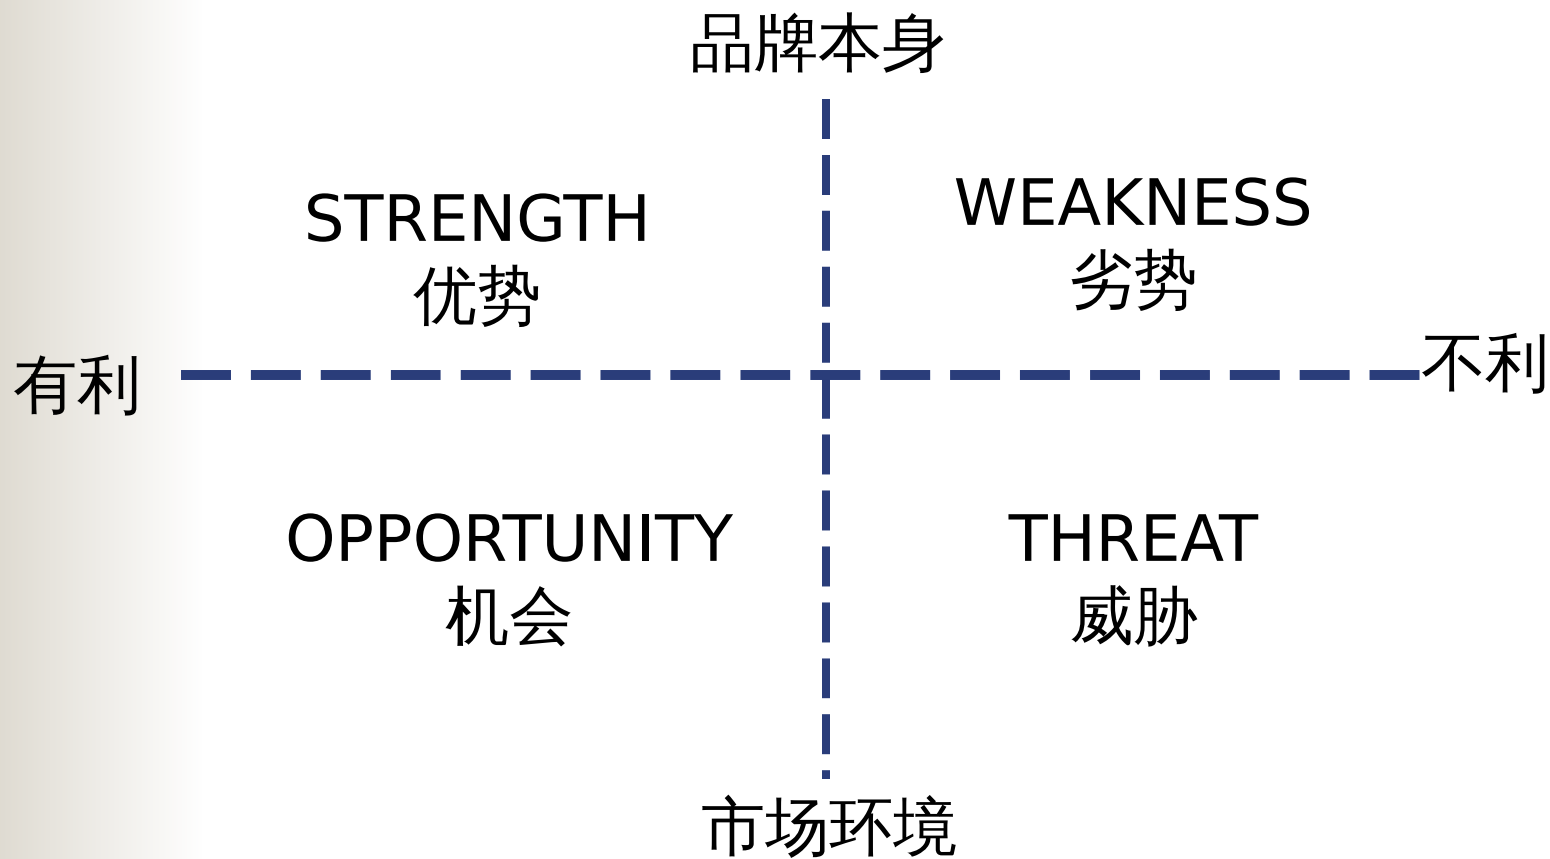 品牌本身
STRENGTH
优势
WEAKNESS
劣势
有利
不利
OPPORTUNITY
机会
THREAT
威胁
市场环境